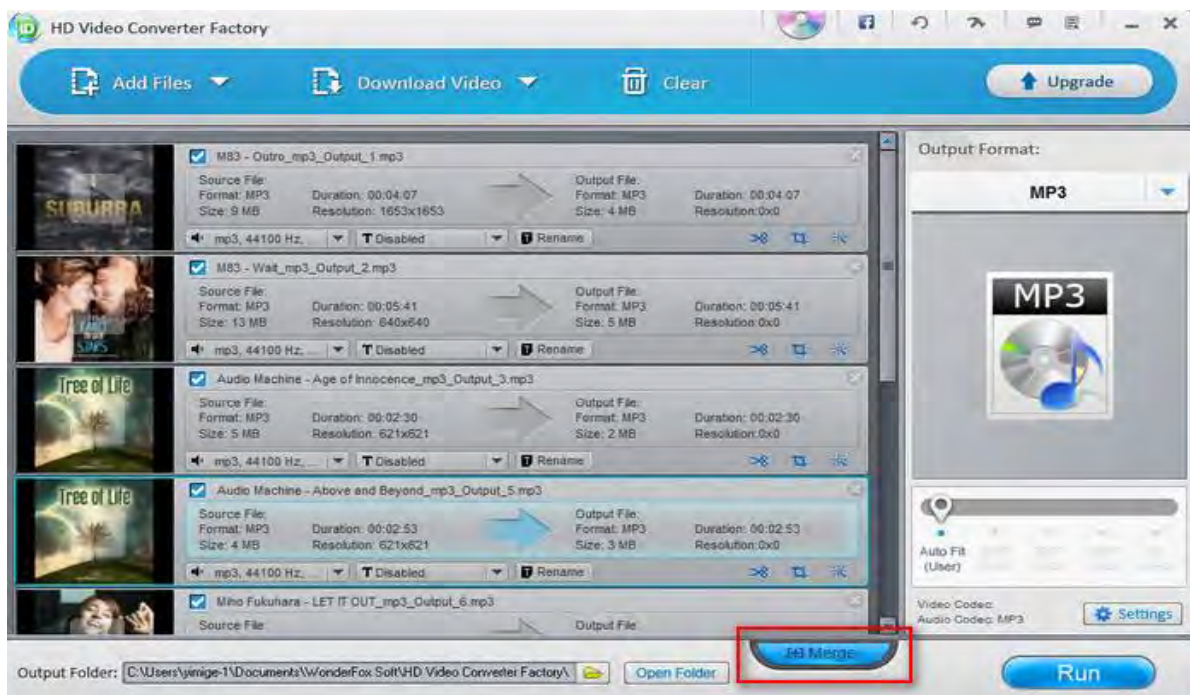 HD Video Converter Factory
Add Files
Download Video
Clear
Upgrade
SUBURRA
M83 - Outro_mp3_Output_1.mp3
Source File:
Format: MP3 Duration: 00:04:07
Size: 9 MB Resolution: 1653x1653
Output File:
Format: MP3 Duration: 00:04:07
Size: 4 MB Resolution:0x0
mp3, 44100 Hz, T Disabled Rename
M83 - Wait_mp3_Output_2.mp3
Source File:
Format: MP3 Duration: 00:05:41
Size: 13 MB Resolution: 640x640
Output File:
Format: MP3 Duration: 00:05:41
Size: 5 MB Resolution:0x0
mp3, 44100 Hz, ... T Disabled Rename
Tree of Life
Audio Machine - Age of Innocence_mp3_Output_3.mp3
Source File:
Format: MP3 Duration: 00:02:30
Size: 5 MB Resolution: 621x621
Output File:
Format: MP3 Duration: 00:02:30
Size: 2 MB Resolution:0x0
mp3, 44100 Hz, ... T Disabled Rename
Tree of Life
Audio Machine - Above and Beyond_mp3_Output_5.mp3
Source File:
Format: MP3 Duration: 00:02:53
Size: 4 MB Resolution: 621x621
Output File:
Format: MP3 Duration: 00:02:53
Size: 3 MB Resolution:0x0
mp3, 44100 Hz, ... T Disabled Rename
Miho Fukuhara - LET IT OUT_mp3_Output_6.mp3
Source File:
Output File:
Output Format:
MP3
MP3
Auto Fit
(User)
Video Codec:
Audio Codec: MP3
Settings
Output Folder: C:\Users\yimige-1\Documents\WonderFox Soft\HD Video Converter Factory\
Open Folder
Merge
Run